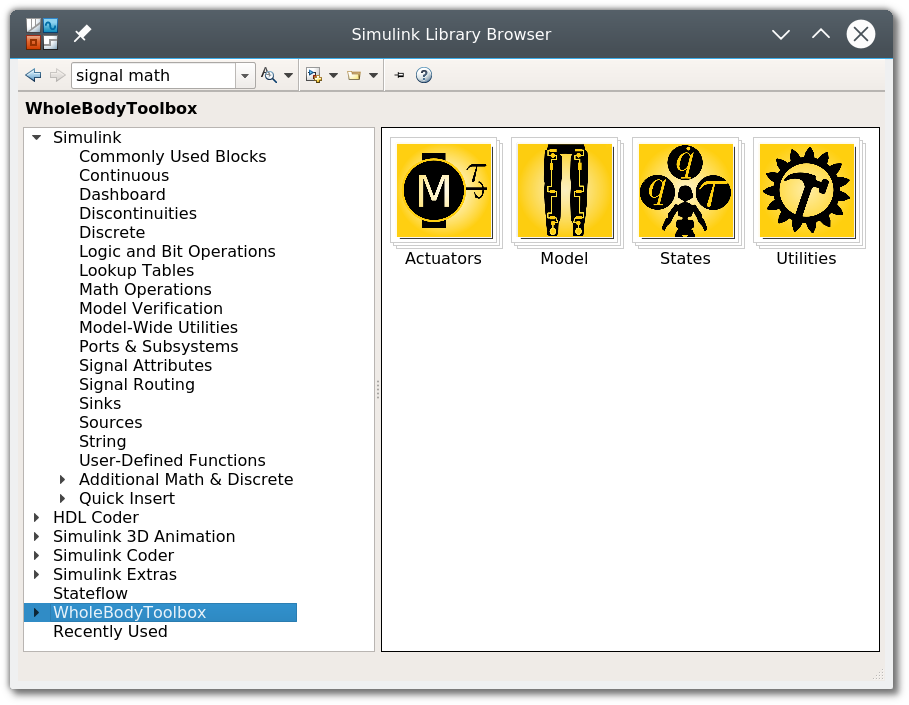 Simulink Library Browser
signal math
WholeBodyToolbox
Simulink
Commonly Used Blocks
Continuous
Dashboard
Discontinuities
Discrete
Logic and Bit Operations
Lookup Tables
Math Operations
Model Verification
Model-Wide Utilities
Ports & Subsystems
Signal Attributes
Signal Routing
Sinks
Sources
String
User-Defined Functions
Additional Math & Discrete
Quick Insert
HDL Coder
Simulink 3D Animation
Simulink Coder
Simulink Extras
Stateflow
WholeBodyToolbox
Recently Used
M τ
q q̇ τ
Actuators Model States Utilities